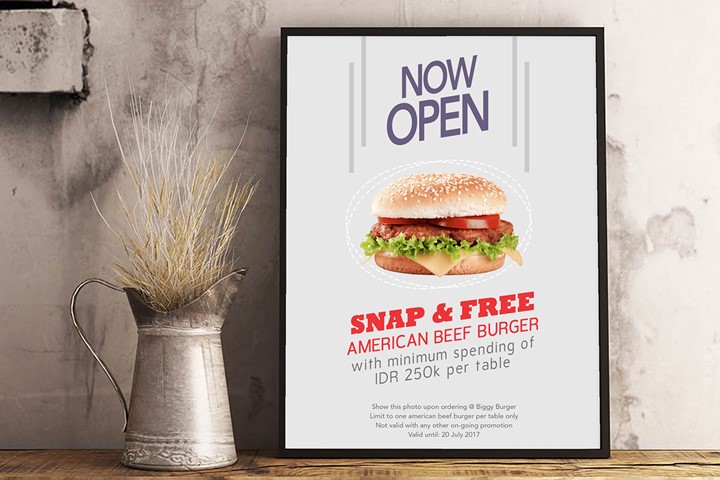 NOW
OPEN
SNAP & FREE
AMERICAN BEEF BURGER
with minimum spending of
IDR 250k per table
Show this photo upon ordering @ Biggy Burger
Limit to one american beef burger per table only
Not valid with any other on-going promotion
Valid until: 20 July 2017